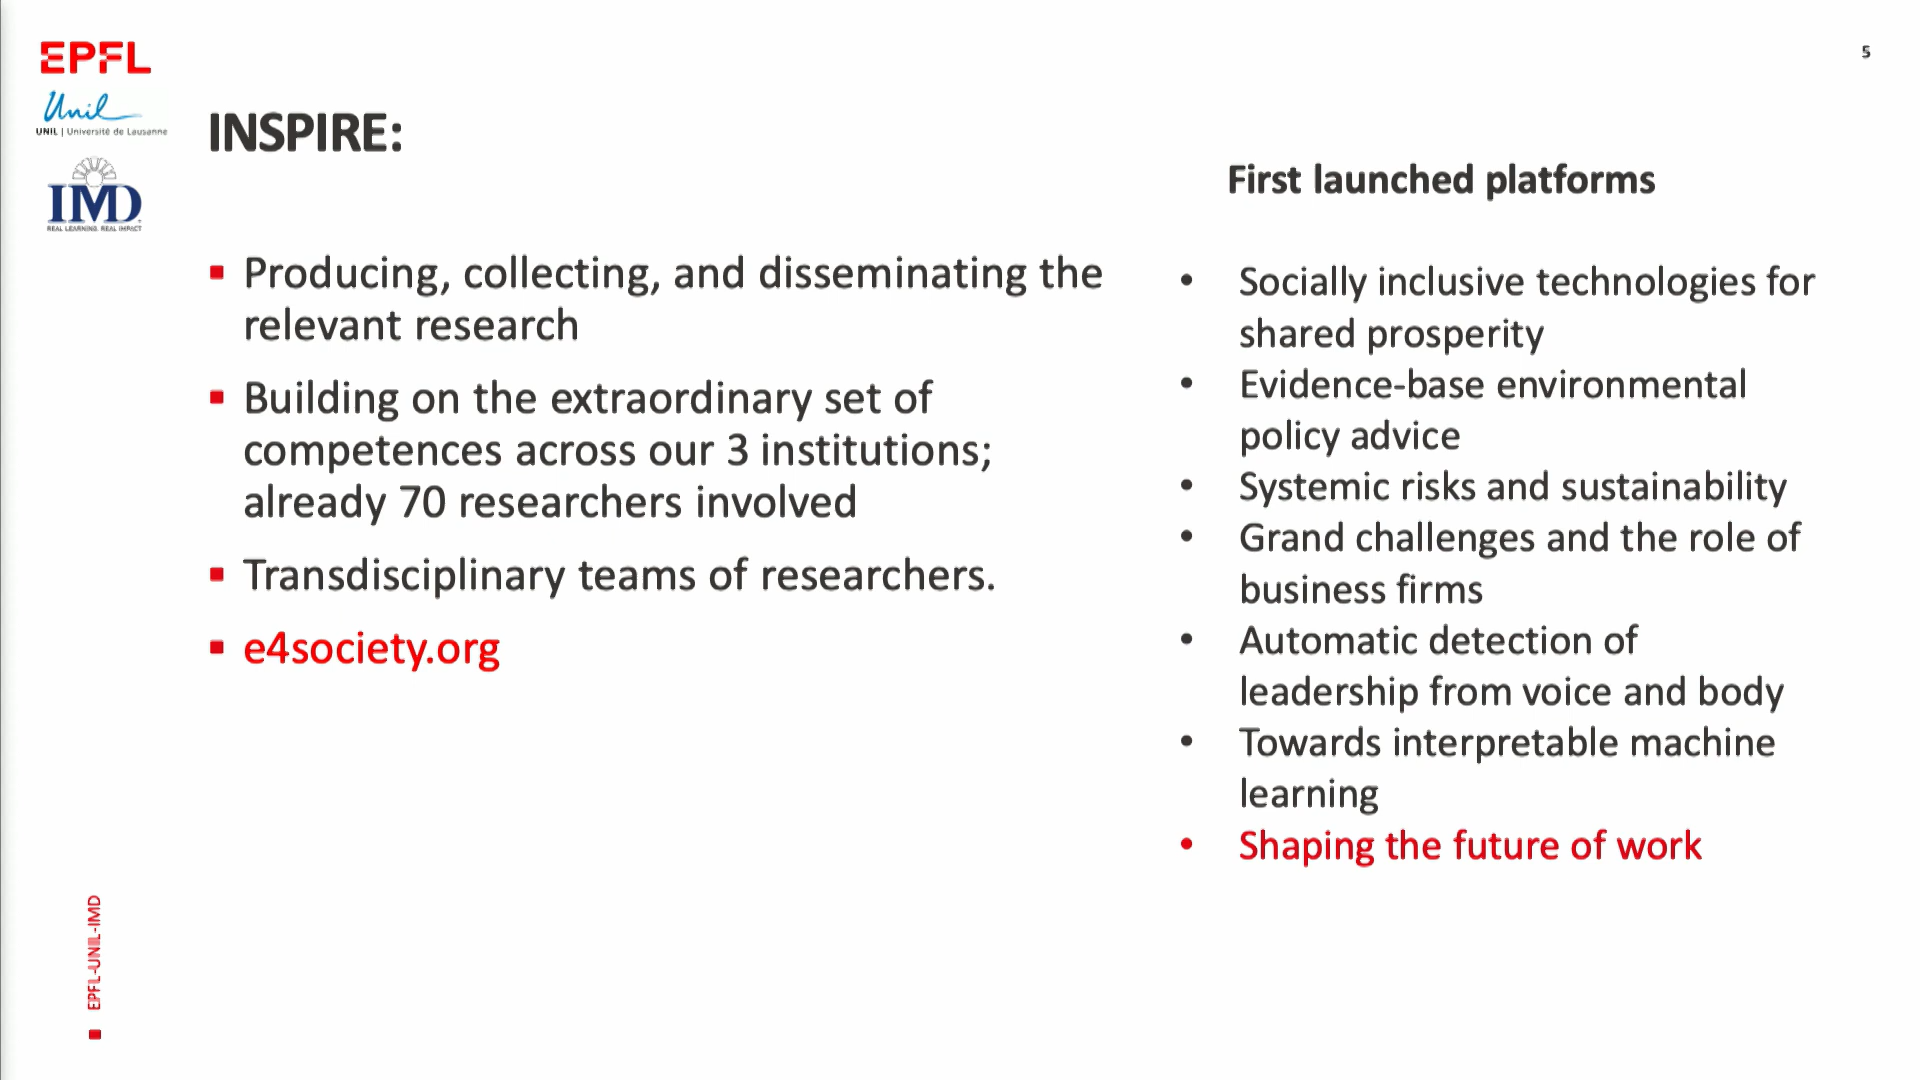 EPFL
5
Unil
UNIL | Université de Lausanne
IMD
REAL LEARNING. REAL IMPACT
INSPIRE:
Producing, collecting, and disseminating the
relevant research
Building on the extraordinary set of
competences across our 3 institutions;
already 70 researchers involved
Transdisciplinary teams of researchers.
e4society.org
First launched platforms
Socially inclusive technologies for
shared prosperity
Evidence-base environmental
policy advice
Systemic risks and sustainability
Grand challenges and the role of
business firms
Automatic detection of
leadership from voice and body
Towards interpretable machine
learning
Shaping the future of work
EPFL-UNIL-IMD